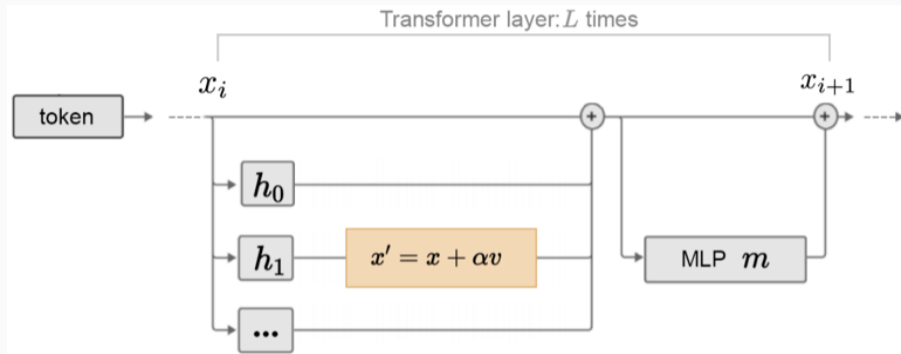 Transformer layer: L times
x_i
x_{i+1}
token
+
+
h_0
h_1
x′ = x + αv
MLP m
...